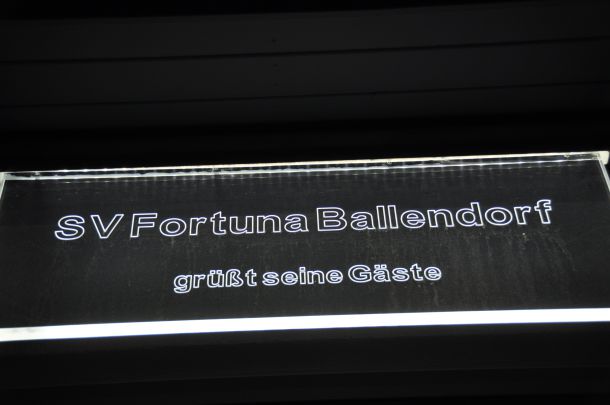 SV Fortuna Ballendorf
grüßt seine Gäste